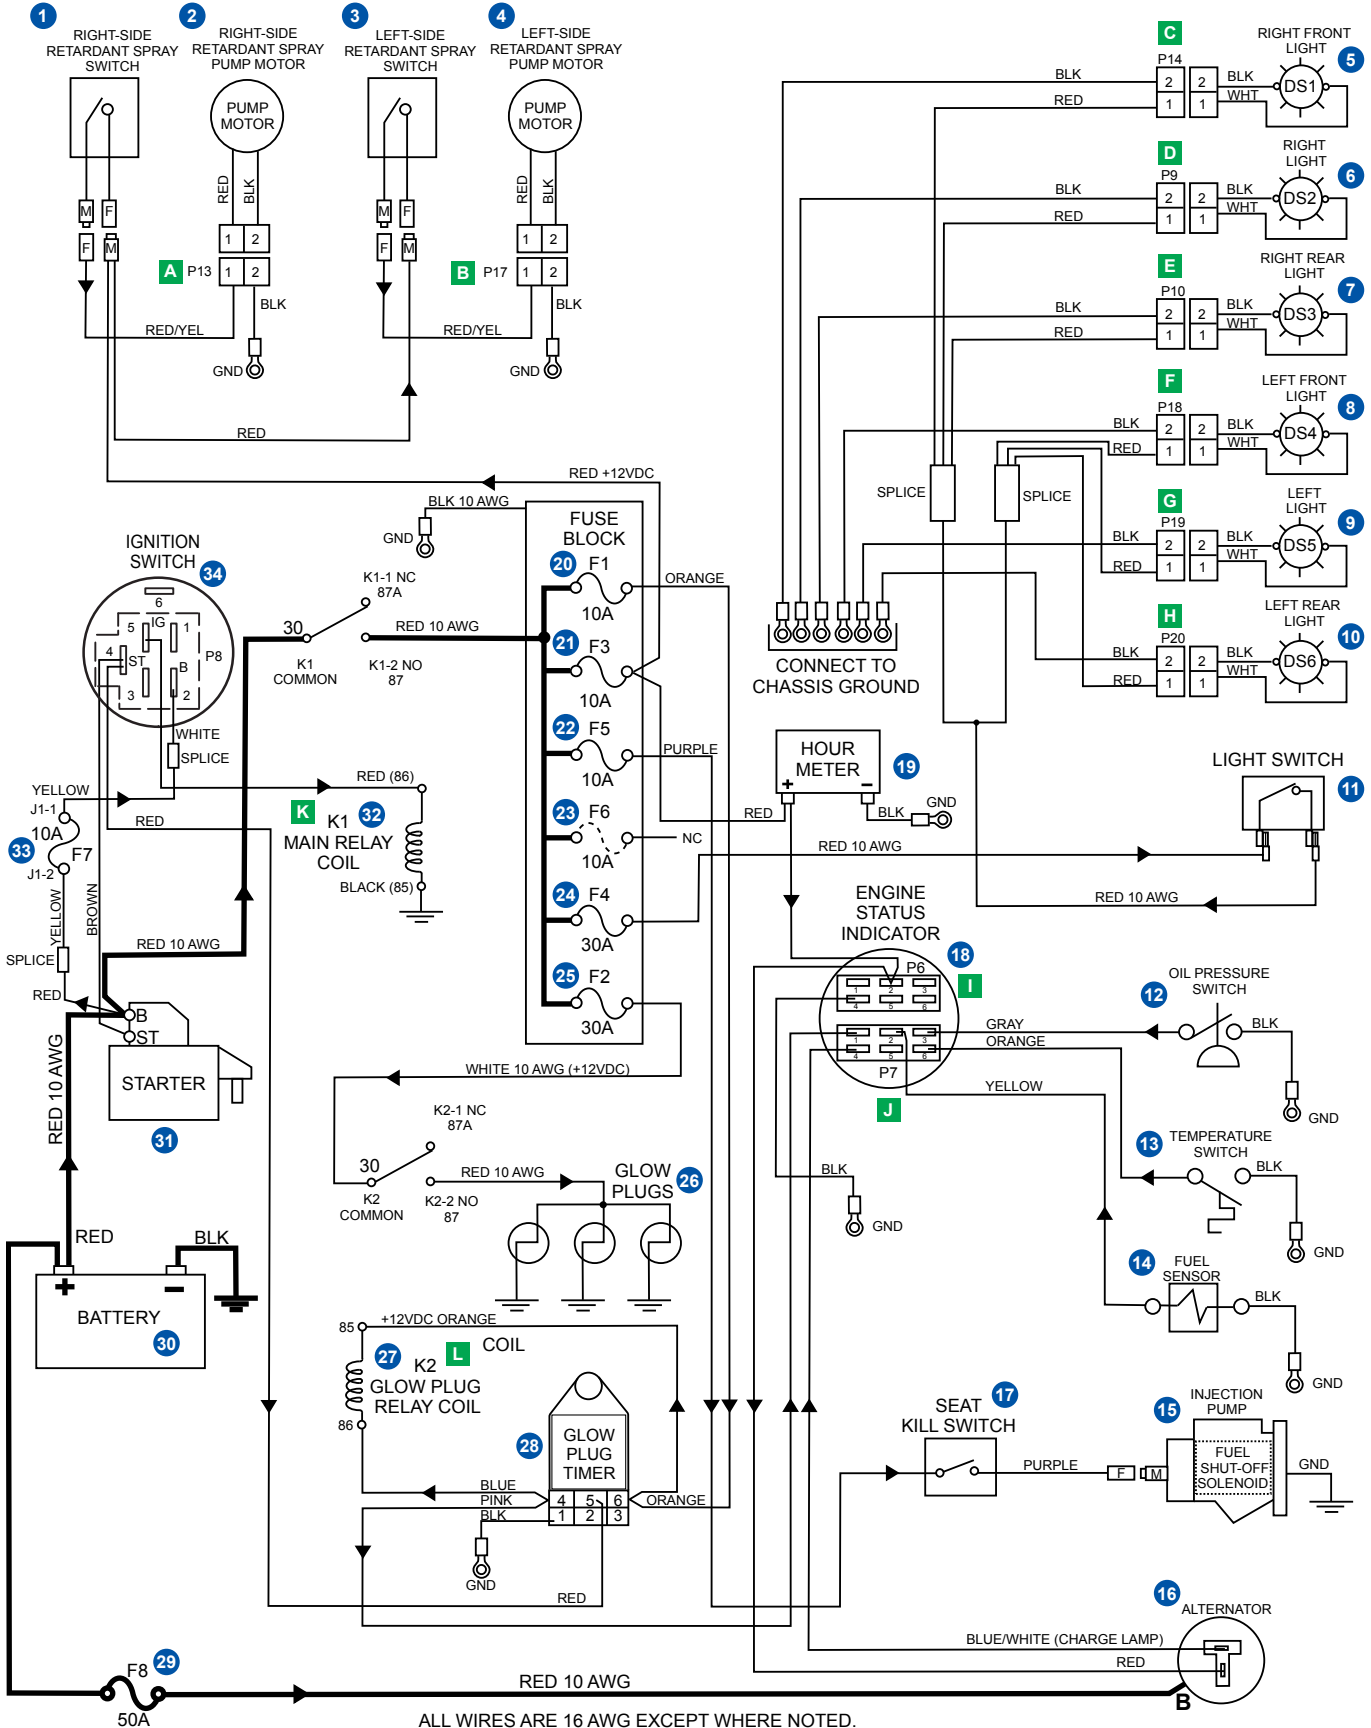 1
RIGHT-SIDE
RETARDANT SPRAY
SWITCH
2
RIGHT-SIDE
RETARDANT SPRAY
PUMP MOTOR
3
LEFT-SIDE
RETARDANT SPRAY
SWITCH
4
LEFT-SIDE
RETARDANT SPRAY
PUMP MOTOR
PUMP
MOTOR
PUMP
MOTOR
RED
BLK
RED
BLK
M
F
F
M
M
F
F
M
1 2
A
P13
1 2
1 2
B
P17
1 2
BLK
BLK
RED/YEL
RED/YEL
GND
GND
RED
RED +12VDC
C
P14
RIGHT FRONT
LIGHT
5
BLK
RED
2 2
1 1
BLK
WHT
DS1
D
P9
RIGHT
LIGHT
6
BLK
RED
2 2
1 1
BLK
WHT
DS2
E
P10
RIGHT REAR
LIGHT
7
BLK
RED
2 2
1 1
BLK
WHT
DS3
F
P18
LEFT FRONT
LIGHT
8
BLK
RED
2 2
1 1
BLK
WHT
DS4
SPLICE
SPLICE
G
P19
LEFT
LIGHT
9
BLK
RED
2 2
1 1
BLK
WHT
DS5
H
P20
LEFT REAR
LIGHT
10
BLK
RED
2 2
1 1
BLK
WHT
DS6
CONNECT TO
CHASSIS GROUND
BLK 10 AWG
GND
FUSE
BLOCK
20
F1
10A
ORANGE
21
F3
10A
22
F5
10A
PURPLE
23
F6
10A
NC
24
F4
30A
25
F2
30A
IGNITION
SWITCH
34
6
5
IG
1
4
ST
B
3
2
P8
WHITE
SPLICE
K1-1 NC
87A
30
RED 10 AWG
K1
COMMON
K1-2 NO
87
YELLOW
J1-1
10A
33
F7
J1-2
YELLOW
BROWN
SPLICE
RED
RED
RED (86)
K
K1
32
MAIN RELAY
COIL
BLACK (85)
RED 10 AWG
B
ST
STARTER
31
RED 10 AWG
HOUR
METER
+
–
19
RED
BLK
GND
LIGHT SWITCH
11
RED 10 AWG
RED 10 AWG
ENGINE
STATUS
INDICATOR
18
P6
1 2 3
4 5 6
I
1 2 3
4 5 6
P7
J
GRAY
ORANGE
YELLOW
BLK
GND
OIL PRESSURE
SWITCH
12
BLK
GND
TEMPERATURE
SWITCH
13
BLK
GND
FUEL
SENSOR
14
BLK
GND
WHITE 10 AWG (+12VDC)
K2-1 NC
87A
30
RED 10 AWG
K2
COMMON
K2-2 NO
87
GLOW
PLUGS
26
RED
BLK
+
–
BATTERY
30
85
+12VDC ORANGE
27
K2
L
COIL
GLOW PLUG
RELAY COIL
86
28
GLOW
PLUG
TIMER
4 5 6
1 2 3
BLUE
PINK
BLK
ORANGE
GND
RED
SEAT
KILL SWITCH
17
PURPLE
F
M
INJECTION
PUMP
15
FUEL
SHUT-OFF
SOLENOID
GND
16
ALTERNATOR
BLUE/WHITE (CHARGE LAMP)
RED
B
F8
29
50A
RED 10 AWG
ALL WIRES ARE 16 AWG EXCEPT WHERE NOTED.